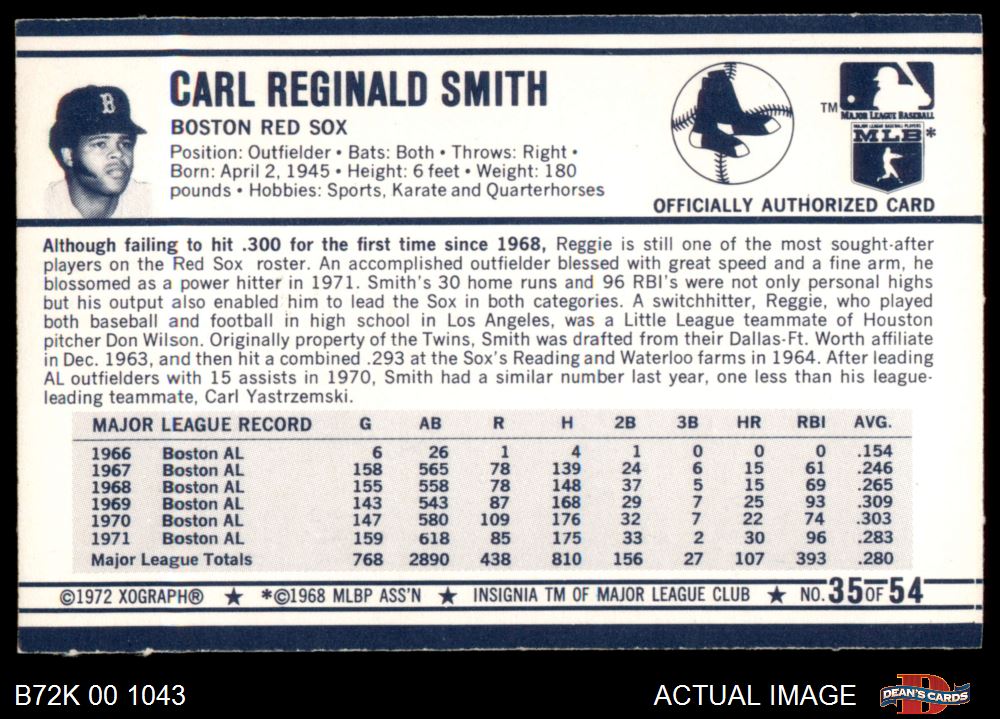 CARL REGINALD SMITH
BOSTON RED SOX
Position: Outfielder • Bats: Both • Throws: Right •
Born: April 2, 1945 • Height: 6 feet • Weight: 180
pounds • Hobbies: Sports, Karate and Quarterhorses
B
TM
MAJOR LEAGUE BASEBALL
MAJOR LEAGUE BASEBALL PLAYERS
MLB*
OFFICIALLY AUTHORIZED CARD
Although failing to hit .300 for the first time since 1968, Reggie is still one of the most sought-after
players on the Red Sox roster. An accomplished outfielder blessed with great speed and a fine arm, he
blossomed as a power hitter in 1971. Smith's 30 home runs and 96 RBI's were not only personal highs
but his output also enabled him to lead the Sox in both categories. A switchhitter, Reggie, who played
both baseball and football in high school in Los Angeles, was a Little League teammate of Houston
pitcher Don Wilson. Originally property of the Twins, Smith was drafted from their Dallas-Ft. Worth affiliate
in Dec. 1963, and then hit a combined .293 at the Sox's Reading and Waterloo farms in 1964. After leading
AL outfielders with 15 assists in 1970, Smith had a similar number last year, one less than his league-
leading teammate, Carl Yastrzemski.
MAJOR LEAGUE RECORD G AB R H 2B 3B HR RBI AVG.
1966 Boston AL 6 26 1 4 1 0 0 0 .154
1967 Boston AL 158 565 78 139 24 6 15 61 .246
1968 Boston AL 155 558 78 148 37 5 15 69 .265
1969 Boston AL 143 543 87 168 29 7 25 93 .309
1970 Boston AL 147 580 109 176 32 7 22 74 .303
1971 Boston AL 159 618 85 175 33 2 30 96 .283
Major League Totals 768 2890 438 810 156 27 107 393 .280
©1972 XOGRAPH® ★ *©1968 MLBP ASS'N ★ INSIGNIA TM OF MAJOR LEAGUE CLUB ★ NO. 35 OF 54
B72K 00 1043
ACTUAL IMAGE
DEAN'S CARDS